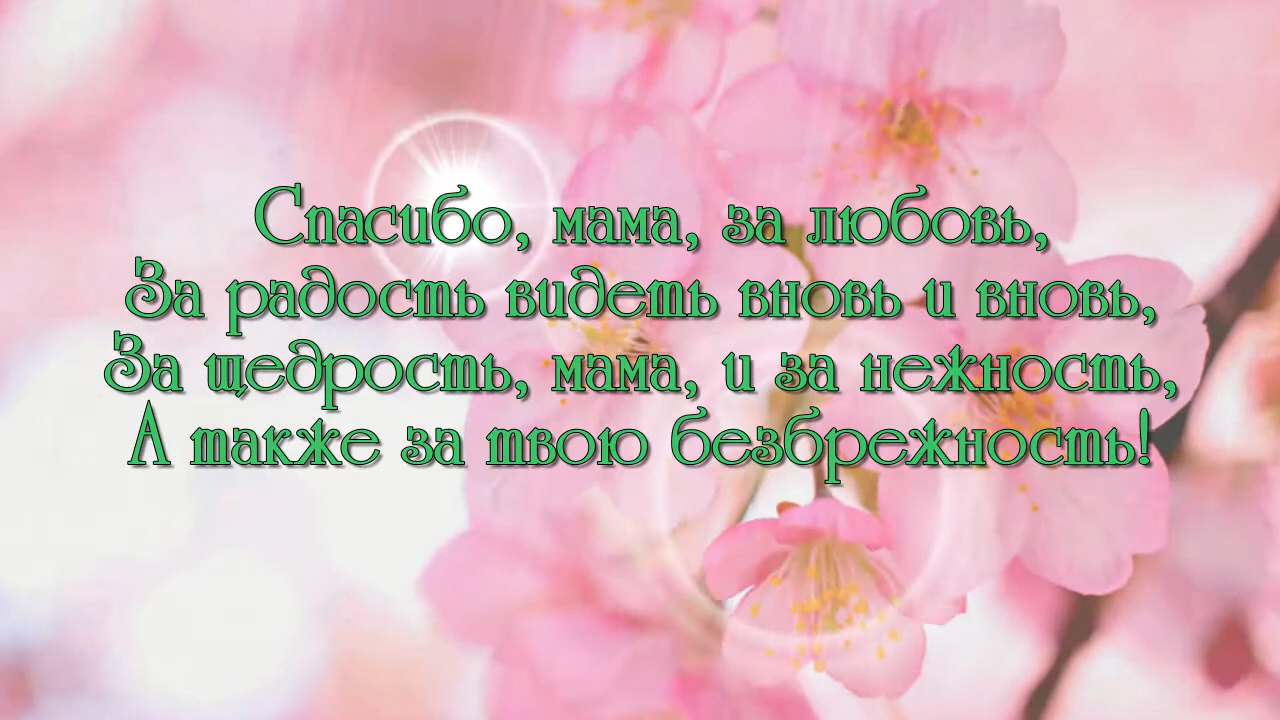 Спасибо, мама, за любовь,
За радость видеть вновь и вновь,
За щедрость, мама, и за нежность,
А также за твою безбрежность!